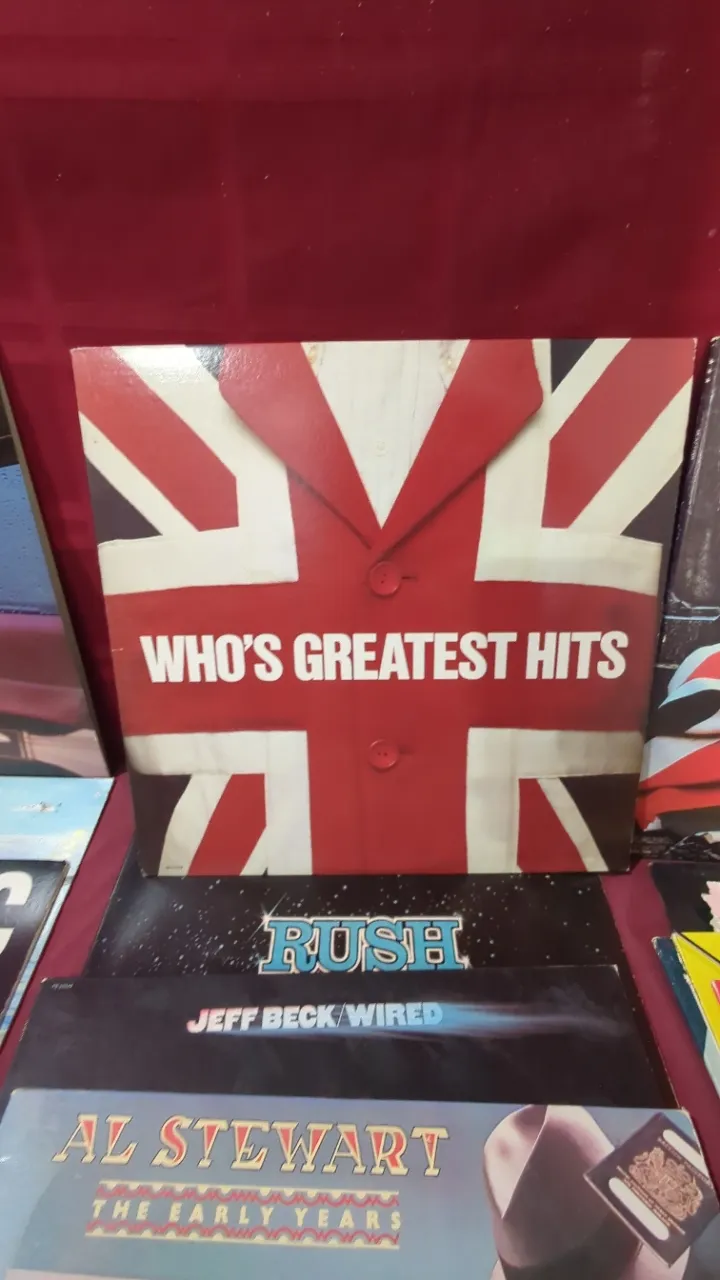 WHO'S GREATEST HITS
RUSH
JEFF BECK/WIRED
AL STEWART
THE EARLY YEARS